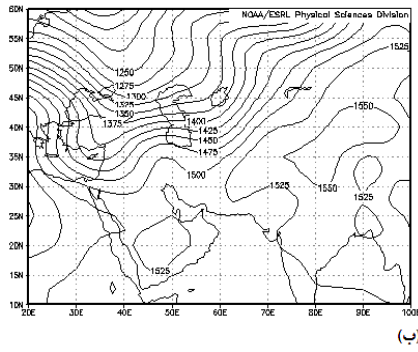 NOAA/ESRL Physical Sciences Division
60N
55N
50N
45N
40N
35N
30N
25N
20N
15N
10N
1525
1250
1275
1300
1325
1350
1375
1400
1425
1450
1475
1500
1550
1525
1550
1525
1525
20E 30E 40E 50E 60E 70E 80E 90E 100E
(ب)